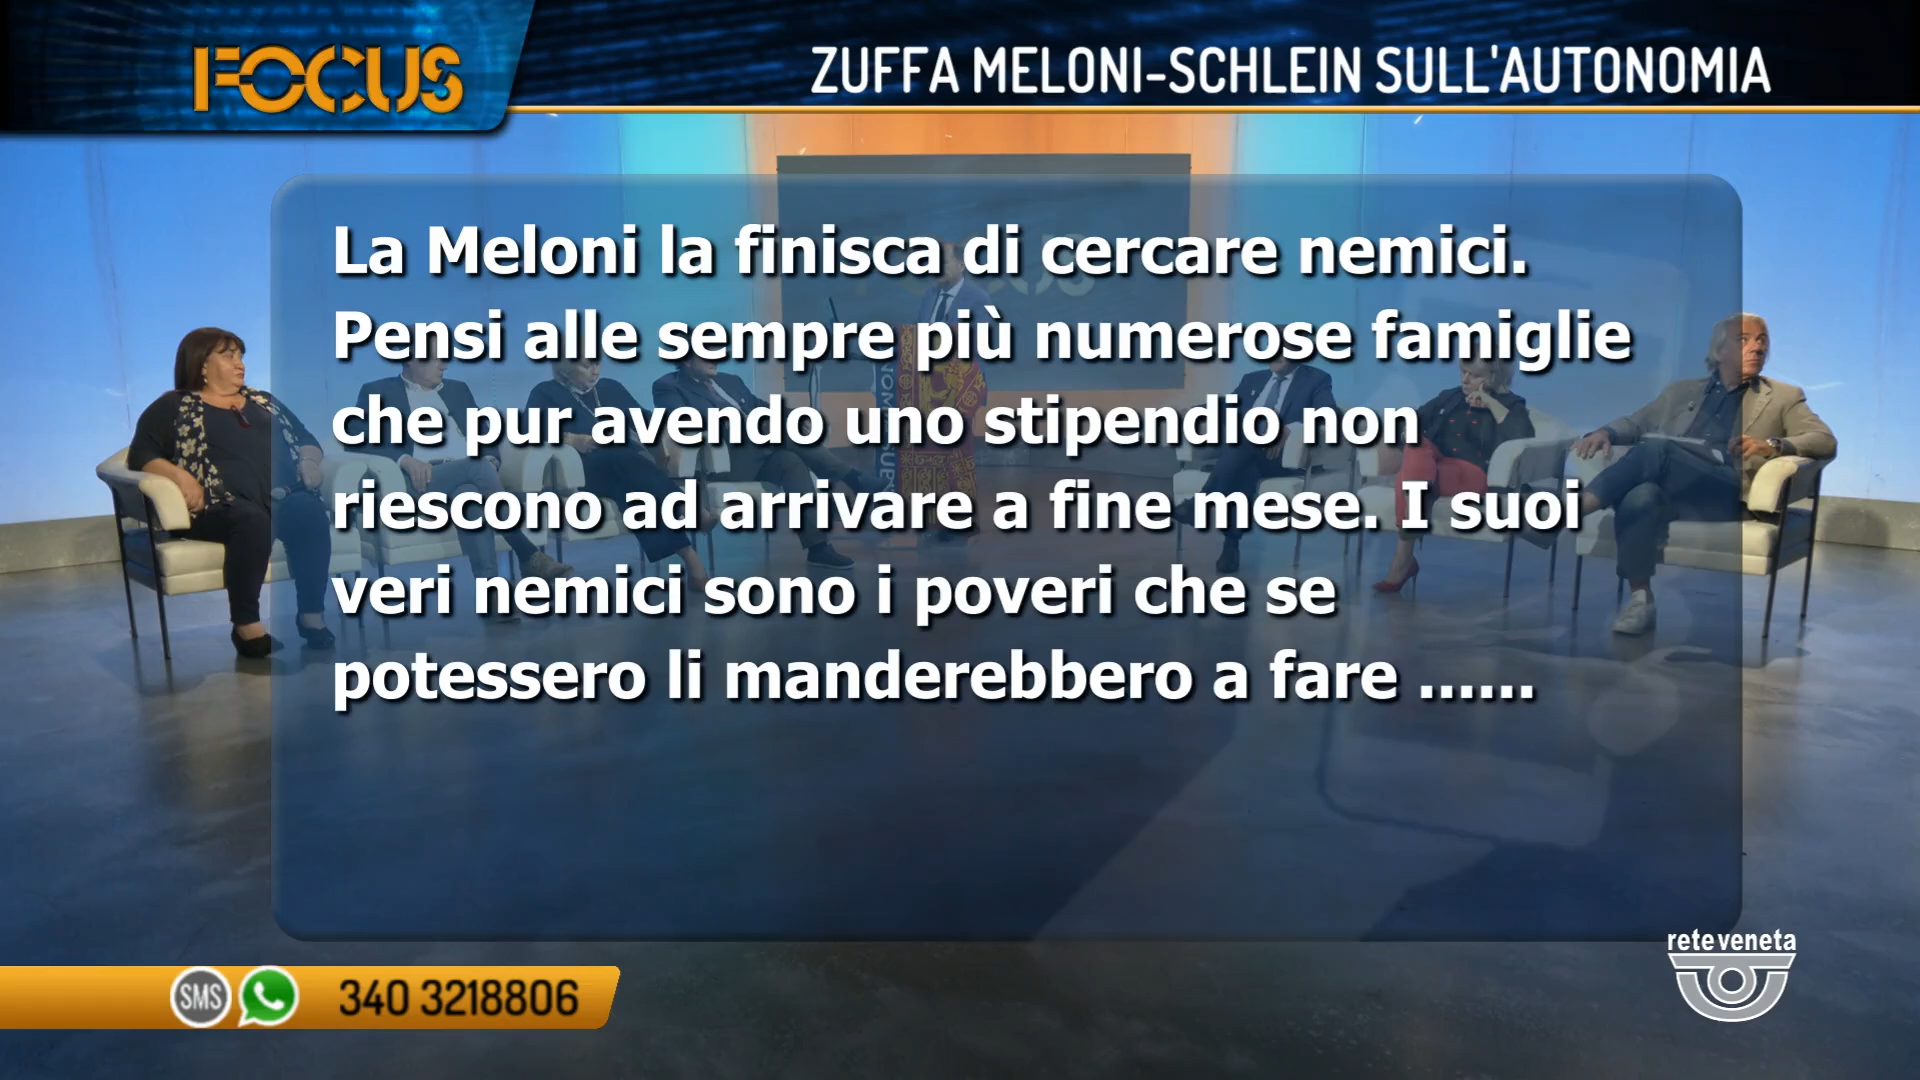 FOCUS
ZUFFA MELONI-SCHLEIN SULL'AUTONOMIA
La Meloni la finisca di cercare nemici.
Pensi alle sempre più numerose famiglie
che pur avendo uno stipendio non
riescono ad arrivare a fine mese. I suoi
veri nemici sono i poveri che se
potessero li manderebbero a fare ......
reteveneta
SMS
340 3218806